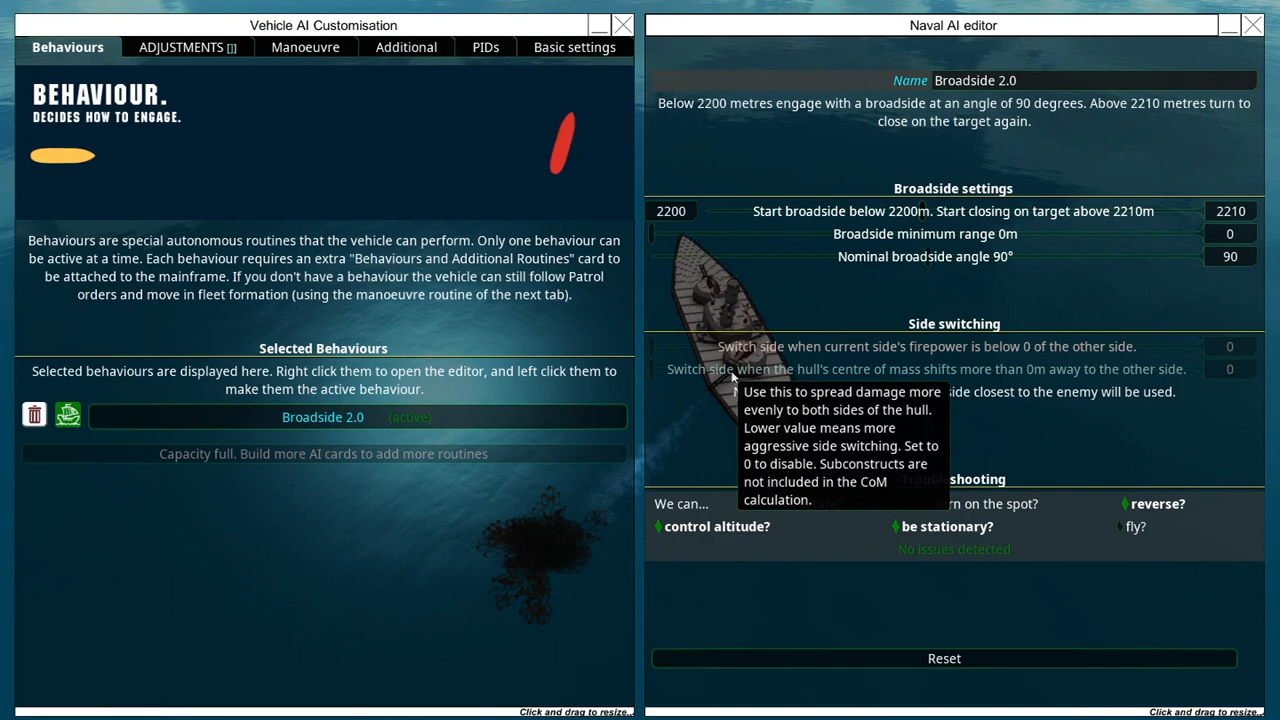 Vehicle AI Customisation
Behaviours
ADJUSTMENTS []
Manoeuvre
Additional
PIDs
Basic settings
BEHAVIOUR.
DECIDES HOW TO ENGAGE.
Behaviours are special autonomous routines that the vehicle can perform. Only one behaviour can
be active at a time. Each behaviour requires an extra "Behaviours and Additional Routines" card to
be attached to the mainframe. If you don't have a behaviour the vehicle can still follow Patrol
orders and move in fleet formation (using the manoeuvre routine of the next tab).
Selected Behaviours
Selected behaviours are displayed here. Right click them to open the editor, and left click them to
make them the active behaviour.
Broadside 2.0 (active)
Capacity full. Build more AI cards to add more routines
Click and drag to resize..
Naval AI editor
Name Broadside 2.0
Below 2200 metres engage with a broadside at an angle of 90 degrees. Above 2210 metres turn to
close on the target again.
Broadside settings
2200 Start broadside below 2200m. Start closing on target above 2210m 2210
Broadside minimum range 0m 0
Nominal broadside angle 90° 90
Side switching
Switch side when current side's firepower is below 0 of the other side. 0
Switch side when the hull's centre of mass shifts more than 0m away to the other side. 0
side closest to the enemy will be used.
Use this to spread damage more
evenly to both sides of the hull.
Lower value means more
aggressive side switching. Set to
0 to disable. Subconstructs are
not included in the CoM
calculation.
Troubleshooting
We can... turn on the spot? reverse?
control altitude? be stationary? fly?
No issues detected
Reset
Click and drag to resize..